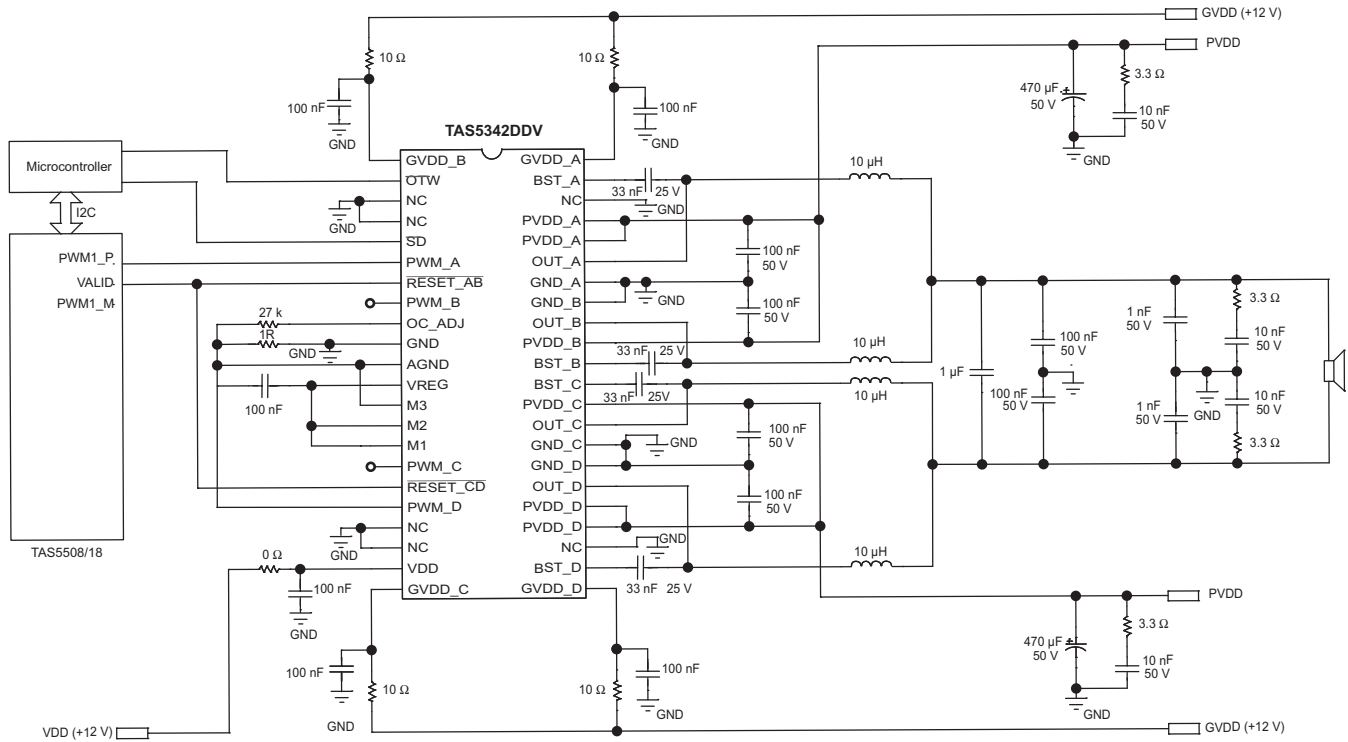 GVDD (+12 V)
PVDD
10 Ω
10 Ω
3.3 Ω
470 µF
50 V
10 nF
50 V
100 nF
100 nF
GND
GND
GND
TAS5342DDV
Microcontroller
I2C
GVDD_B
OTW
NC
NC
SD
PWM_A
RESET_AB
PWM_B
OC_ADJ
GND
AGND
VREG
M3
M2
M1
PWM_C
RESET_CD
PWM_D
NC
NC
VDD
GVDD_C
GVDD_A
BST_A
NC
PVDD_A
PVDD_A
OUT_A
GND_A
GND_B
OUT_B
PVDD_B
BST_B
BST_C
PVDD_C
OUT_C
GND_C
GND_D
OUT_D
PVDD_D
PVDD_D
NC
BST_D
GVDD_D
PWM1_P
VALID
PWM1_M
TAS5508/18
GND
27 k
1R
GND
100 nF
GND
0 Ω
100 nF
GND
33 nF 25 V
GND
100 nF
50 V
GND
100 nF
50 V
33 nF 25 V
33 nF 25V
100 nF
50 V
GND
100 nF
50 V
GND
33 nF 25 V
10 µH
10 µH
10 µH
10 µH
1 µF
100 nF
50 V
100 nF
50 V
1 nF
50 V
1 nF
50 V
GND
3.3 Ω
10 nF
50 V
10 nF
50 V
3.3 Ω
PVDD
3.3 Ω
470 µF
50 V
10 nF
50 V
GND
100 nF
10 Ω
GND
10 Ω
100 nF
GND
VDD (+12 V)
GVDD (+12 V)